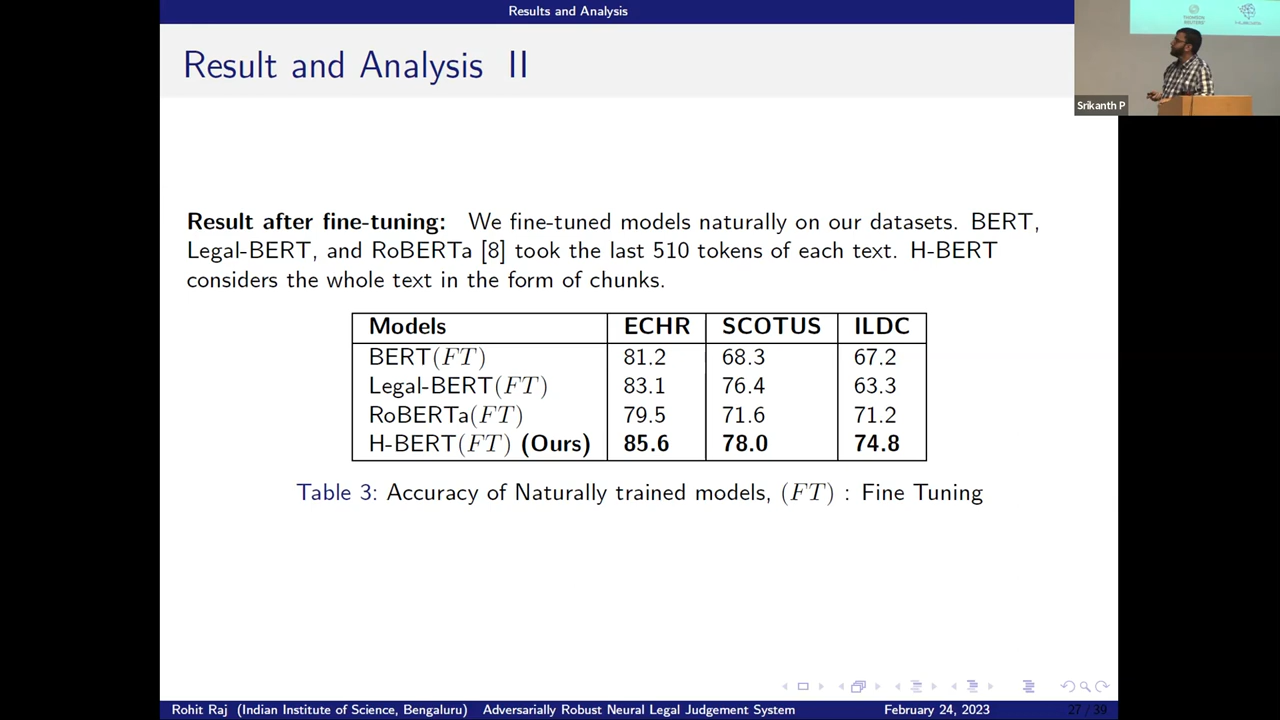 Results and Analysis
Result and Analysis II
THOMSON
REUTERS
Srikanth P
Result after fine-tuning: We fine-tuned models naturally on our datasets. BERT,
Legal-BERT, and RoBERTa [8] took the last 510 tokens of each text. H-BERT
considers the whole text in the form of chunks.
Models ECHR SCOTUS ILDC
BERT(FT) 81.2 68.3 67.2
Legal-BERT(FT) 83.1 76.4 63.3
RoBERTa(FT) 79.5 71.6 71.2
H-BERT(FT) (Ours) 85.6 78.0 74.8
Table 3: Accuracy of Naturally trained models, (FT) : Fine Tuning
Rohit Raj (Indian Institute of Science, Bengaluru) Adversarially Robust Neural Legal Judgement System February 24, 2023 27 / 39